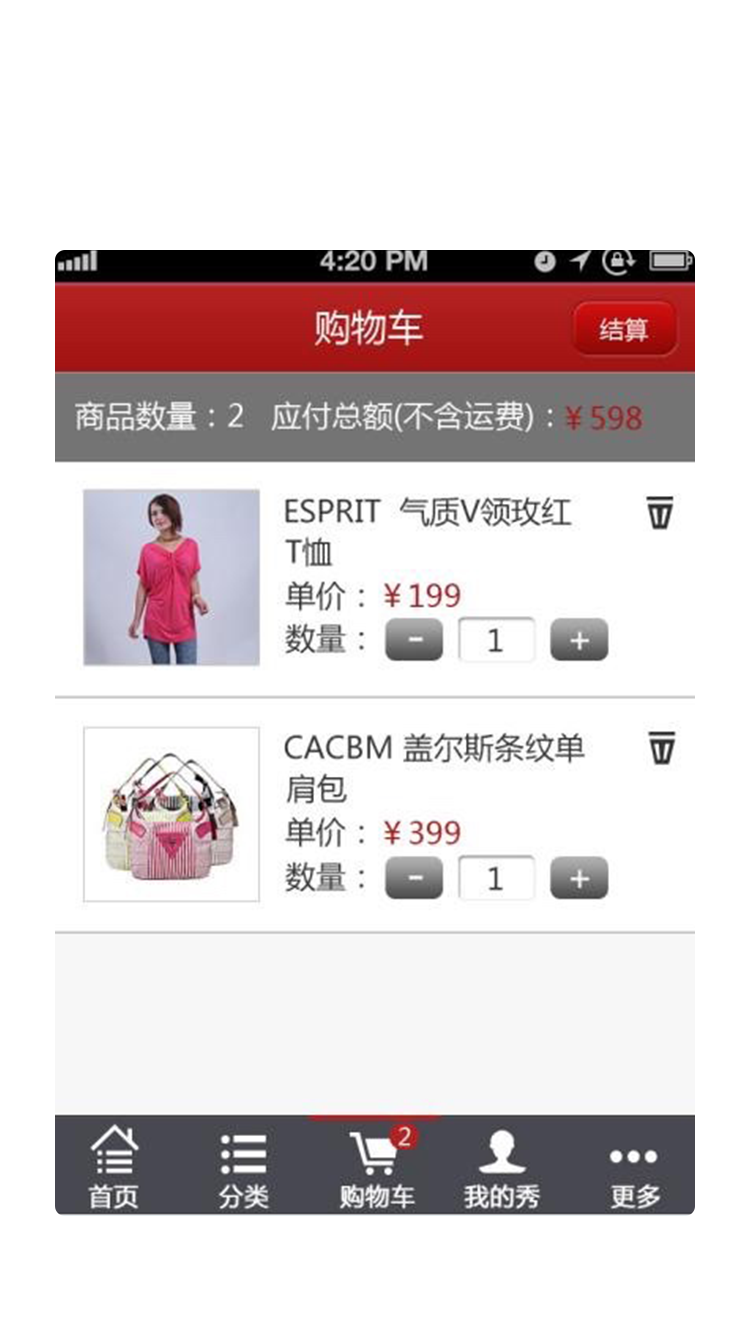 4:20 PM
购物车
结算
商品数量：2 应付总额(不含运费)：￥598
ESPRIT 气质V领玫红
T恤
单价：￥199
数量： - 1 +
CACBM 盖尔斯条纹单
肩包
单价：￥399
数量： - 1 +
2
首页 分类 购物车 我的秀 更多